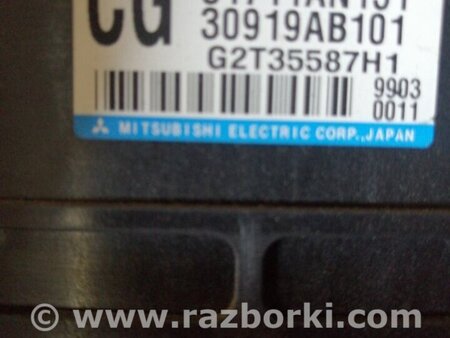 CG
30919AB101
G2T35587H1
9903
0011
MITSUBISHI ELECTRIC CORP.,JAPAN
© www.razborki.com